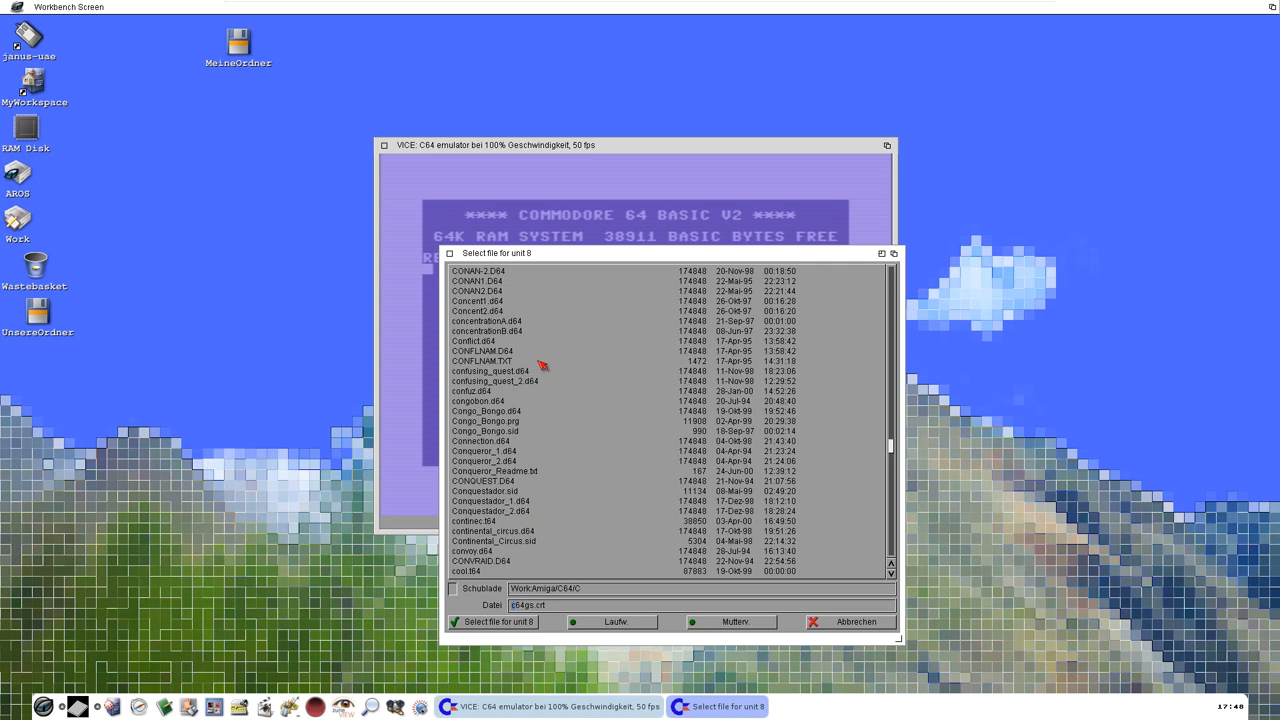 Workbench Screen
janus-uae
MyWorkspace
RAM Disk
AROS
Work
Wastebasket
UnsereOrdner
MeineOrdner
VICE: C64 emulator bei 100% Geschwindigkeit, 50 fps
**** COMMODORE 64 BASIC V2 ****
64K RAM SYSTEM 38911 BASIC BYTES FREE
Select file for unit 8
CONAN-2.D64 174848 20-Nov-98 00:18:50
CONAN1.D64 174848 22-Mai-95 22:23:12
CONAN2.D64 174848 22-Mai-95 22:21:44
Concent1.d64 174848 26-Okt-97 00:16:28
Concent2.d64 174848 26-Okt-97 00:16:20
concentrationA.d64 174848 21-Sep-97 00:01:00
concentrationB.d64 174848 08-Jun-97 23:32:38
Conflict.d64 174848 17-Apr-95 13:58:42
CONFLNAM.D64 174848 17-Apr-95 13:58:42
CONFLNAM.TXT 1472 17-Apr-95 14:31:18
confusing_quest.d64 174848 11-Nov-98 18:23:06
confusing_quest_2.d64 174848 11-Nov-98 12:29:52
confuz.d64 174848 28-Jan-00 14:52:26
congobon.d64 174848 20-Jul-94 20:48:40
Congo_Bongo.d64 174848 19-Okt-99 19:52:46
Congo_Bongo.prg 11908 02-Apr-99 20:29:38
Congo_Bongo.sid 990 18-Sep-97 00:02:14
Connection.d64 174848 04-Okt-98 21:43:40
Conqueror_1.d64 174848 04-Apr-94 21:23:24
Conqueror_2.d64 174848 04-Apr-94 21:24:06
Conqueror_Readme.txt 167 24-Jun-00 12:39:12
CONQUEST.D64 174848 21-Nov-94 21:07:56
Conquestador.sid 11134 08-Mai-99 02:49:20
Conquestador_1.d64 174848 17-Dez-98 18:12:10
Conquestador_2.d64 174848 17-Dez-98 18:28:24
continec.t64 38850 03-Apr-00 16:49:50
continental_circus.d64 174848 17-Okt-98 19:51:26
Continental_Circus.sid 5304 04-Mai-98 22:14:32
convoy.d64 174848 28-Jul-94 16:13:40
CONVRAID.D64 174848 22-Nov-94 22:54:56
cool.t64 87883 19-Okt-99 00:00:00
Schublade Work:Amiga/C64/C
Datei c64gs.crt
Select file for unit 8 Laufw. Mutterv. Abbrechen
VICE: C64 emulator bei 100% Geschwindigkeit, 50 fps Select file for unit 8 17:48